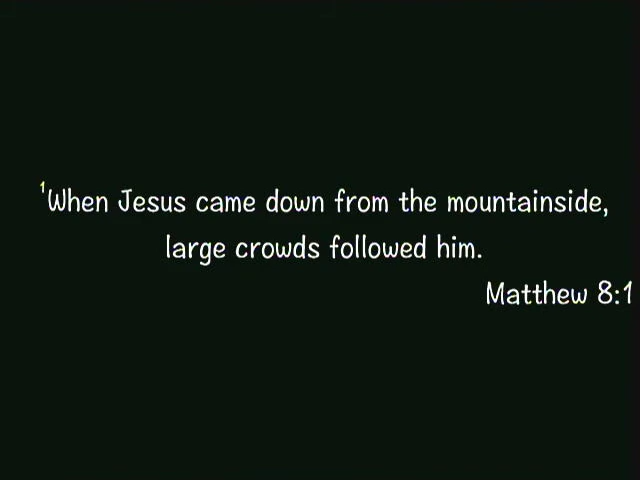 ¹When Jesus came down from the mountainside,
large crowds followed him.
Matthew 8:1